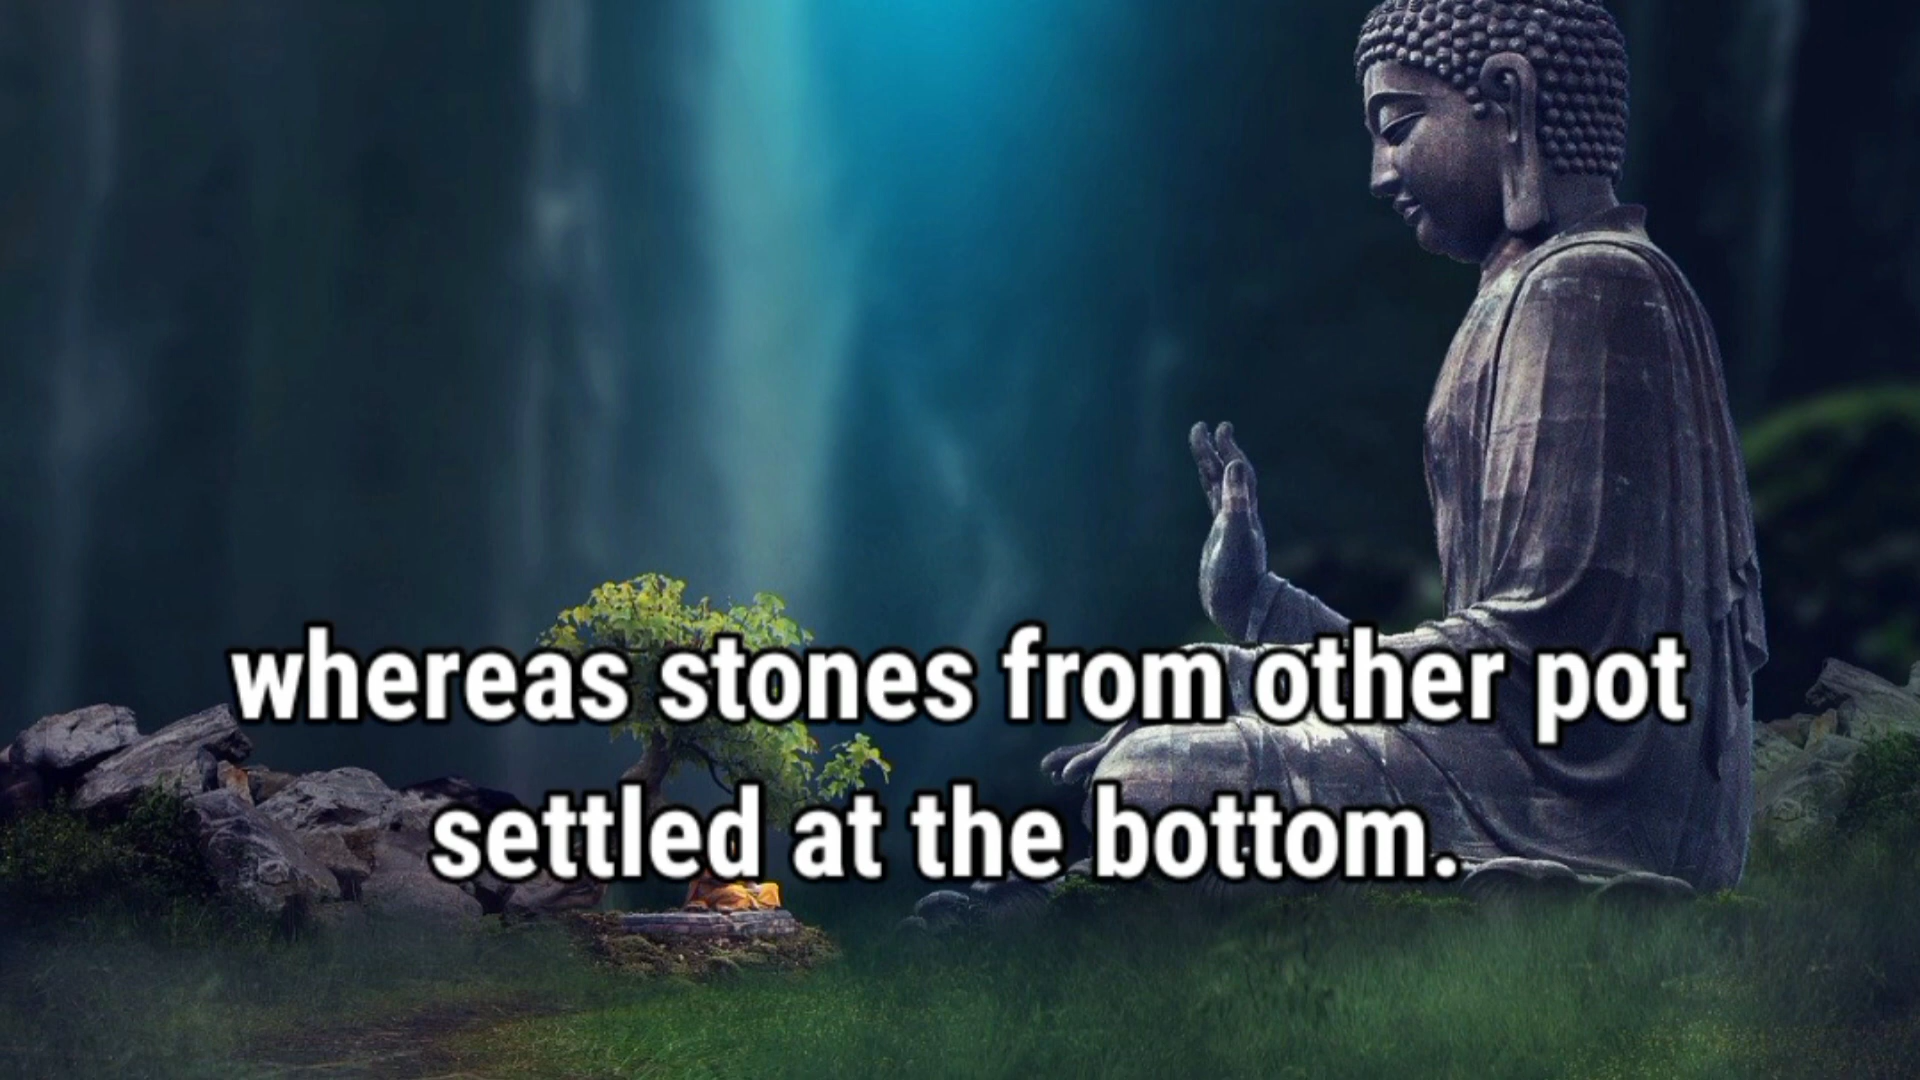 whereas stones from other pot
settled at the bottom.